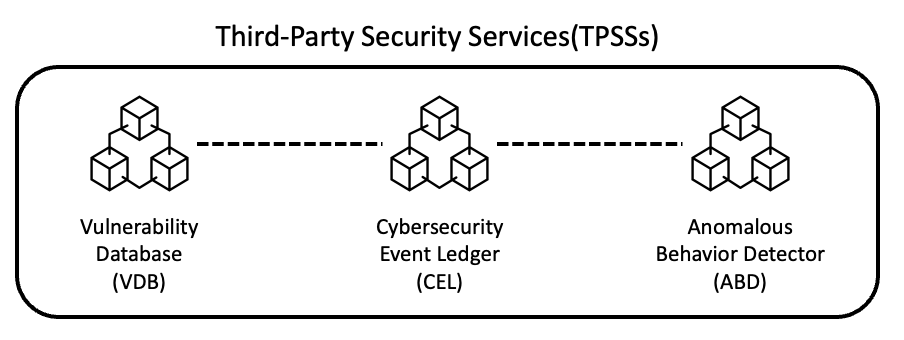 Third-Party Security Services(TPSSs)
Vulnerability
Database
(VDB)
Cybersecurity
Event Ledger
(CEL)
Anomalous
Behavior Detector
(ABD)